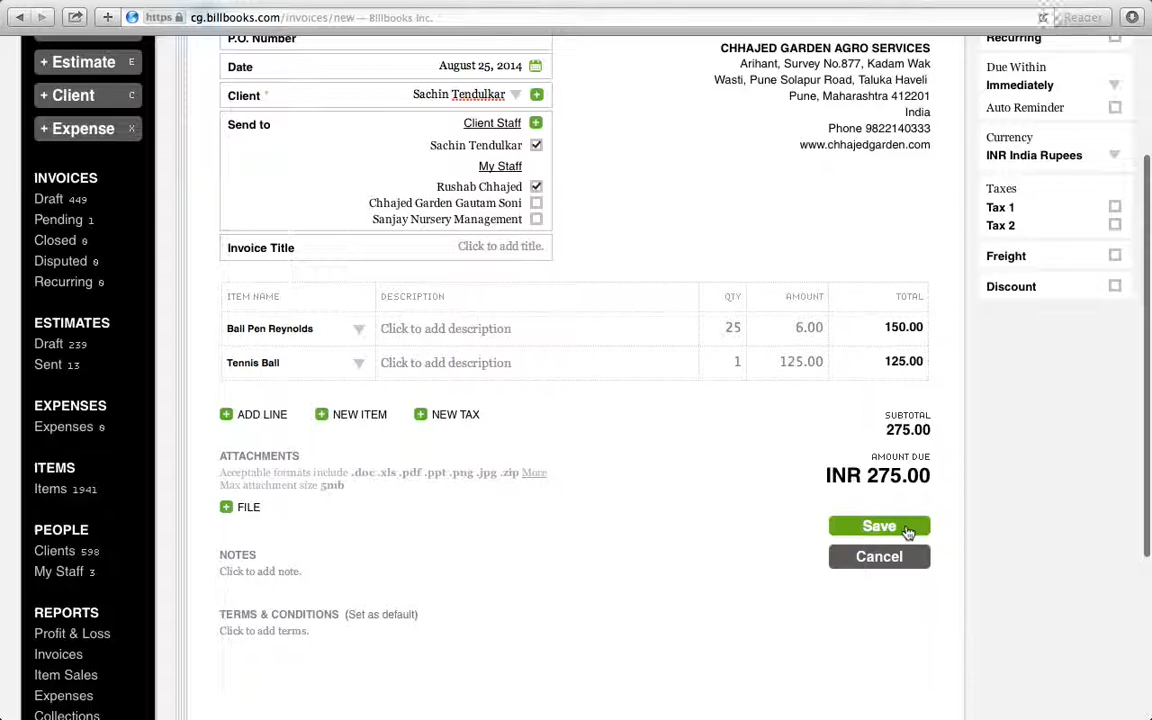 https cg.billbooks.com/invoices/new — Billbooks Inc.
Reader
+ Estimate E
+ Client C
+ Expense X
INVOICES
Draft 449
Pending 1
Closed 0
Disputed 0
Recurring 0
ESTIMATES
Draft 239
Sent 13
EXPENSES
Expenses 0
ITEMS
Items 1941
PEOPLE
Clients 598
My Staff 3
REPORTS
Profit & Loss
Invoices
Item Sales
Expenses
Collections
P.O. Number
Date August 25, 2014
Client * Sachin Tendulkar
Send to Client Staff
Sachin Tendulkar
My Staff
Rushab Chhajed
Chhajed Garden Gautam Soni
Sanjay Nursery Management
Invoice Title Click to add title.
CHHAJED GARDEN AGRO SERVICES
Arihant, Survey No.877, Kadam Wak
Wasti, Pune Solapur Road, Taluka Haveli
Pune, Maharashtra 412201
India
Phone 9822140333
www.chhajedgarden.com
ITEM NAME DESCRIPTION QTY AMOUNT TOTAL
Ball Pen Reynolds Click to add description 25 6.00 150.00
Tennis Ball Click to add description 1 125.00 125.00
ADD LINE NEW ITEM NEW TAX
SUBTOTAL
275.00
AMOUNT DUE
INR 275.00
ATTACHMENTS
Acceptable formats include .doc .xls .pdf .ppt .png .jpg .zip More
Max attachment size 5mb
FILE
Save
Cancel
NOTES
Click to add note.
TERMS & CONDITIONS (Set as default)
Click to add terms.
Recurring
Due Within
Immediately
Auto Reminder
Currency
INR India Rupees
Taxes
Tax 1
Tax 2
Freight
Discount